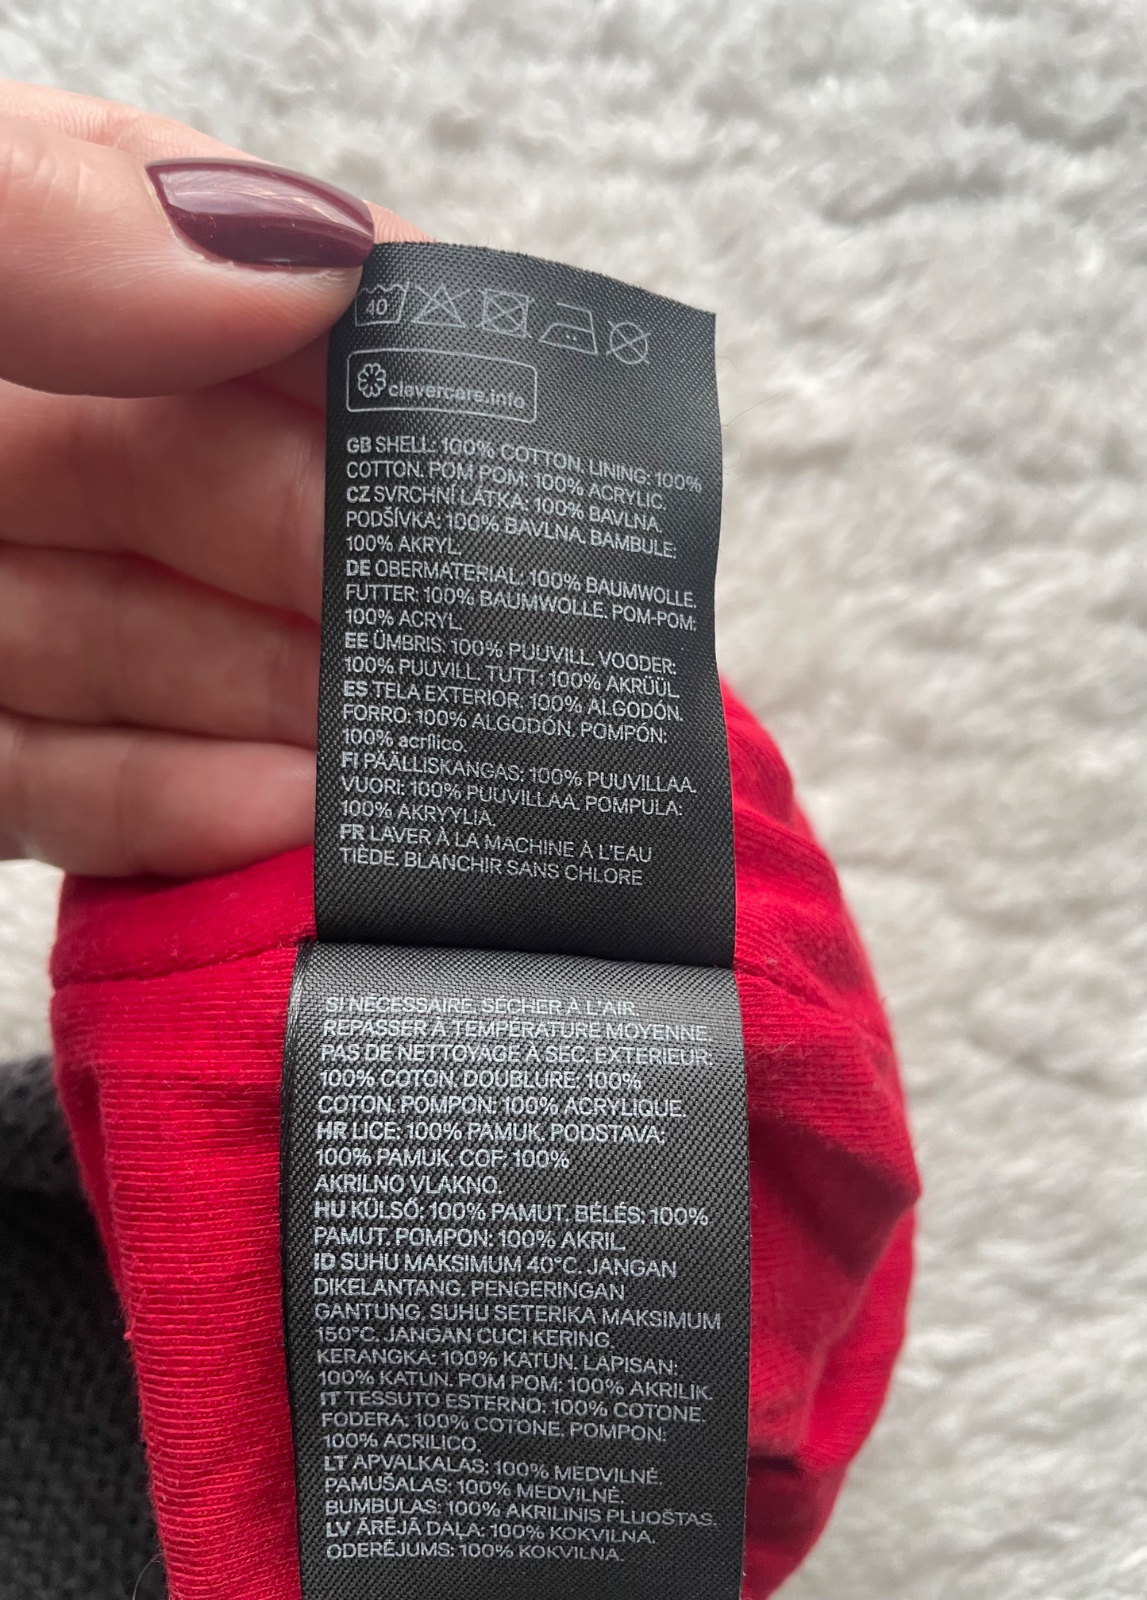 40
clevercare.info
GB SHELL: 100% COTTON. LINING: 100%
COTTON. POM POM: 100% ACRYLIC.
CZ SVRCHNÍ LÁTKA: 100% BAVLNA.
PODŠÍVKA: 100% BAVLNA. BAMBULE:
100% AKRYL.
DE OBERMATERIAL: 100% BAUMWOLLE.
FUTTER: 100% BAUMWOLLE. POM-POM:
100% ACRYL.
EE ÜMBRIS: 100% PUUVILL. VOODER:
100% PUUVILL. TUTT: 100% AKRÜÜL.
ES TELA EXTERIOR: 100% ALGODÓN.
FORRO: 100% ALGODÓN. POMPÓN:
100% acrílico.
FI PÄÄLLISKANGAS: 100% PUUVILLAA.
VUORI: 100% PUUVILLAA. POMPULA:
100% AKRYYLIA.
FR LAVER À LA MACHINE À L'EAU
TIÈDE. BLANCHIR SANS CHLORE
SI NÉCESSAIRE. SÉCHER À L'AIR.
REPASSER À TEMPÉRATURE MOYENNE.
PAS DE NETTOYAGE À SEC. EXTERIEUR:
100% COTON. DOUBLURE: 100%
COTON. POMPON: 100% ACRYLIQUE.
HR LICE: 100% PAMUK. PODSTAVA:
100% PAMUK. COF: 100%
AKRILNO VLAKNO.
HU KÜLSŐ: 100% PAMUT. BÉLÉS: 100%
PAMUT. POMPON: 100% AKRIL.
ID SUHU MAKSIMUM 40°C. JANGAN
DIKELANTANG. PENGERINGAN
GANTUNG. SUHU SETERIKA MAKSIMUM
150°C. JANGAN CUCI KERING.
KERANGKA: 100% KATUN. LAPISAN:
100% KATUN. POM POM: 100% AKRILIK.
IT TESSUTO ESTERNO: 100% COTONE.
FODERA: 100% COTONE. POMPON:
100% ACRILICO.
LT APVALKALAS: 100% MEDVILNĖ.
PAMUŠALAS: 100% MEDVILNĖ.
BUMBULAS: 100% AKRILINIS PLUOŠTAS.
LV ĀRĒJĀ DAĻA: 100% KOKVILNA.
ODERĒJUMS: 100% KOKVILNA.